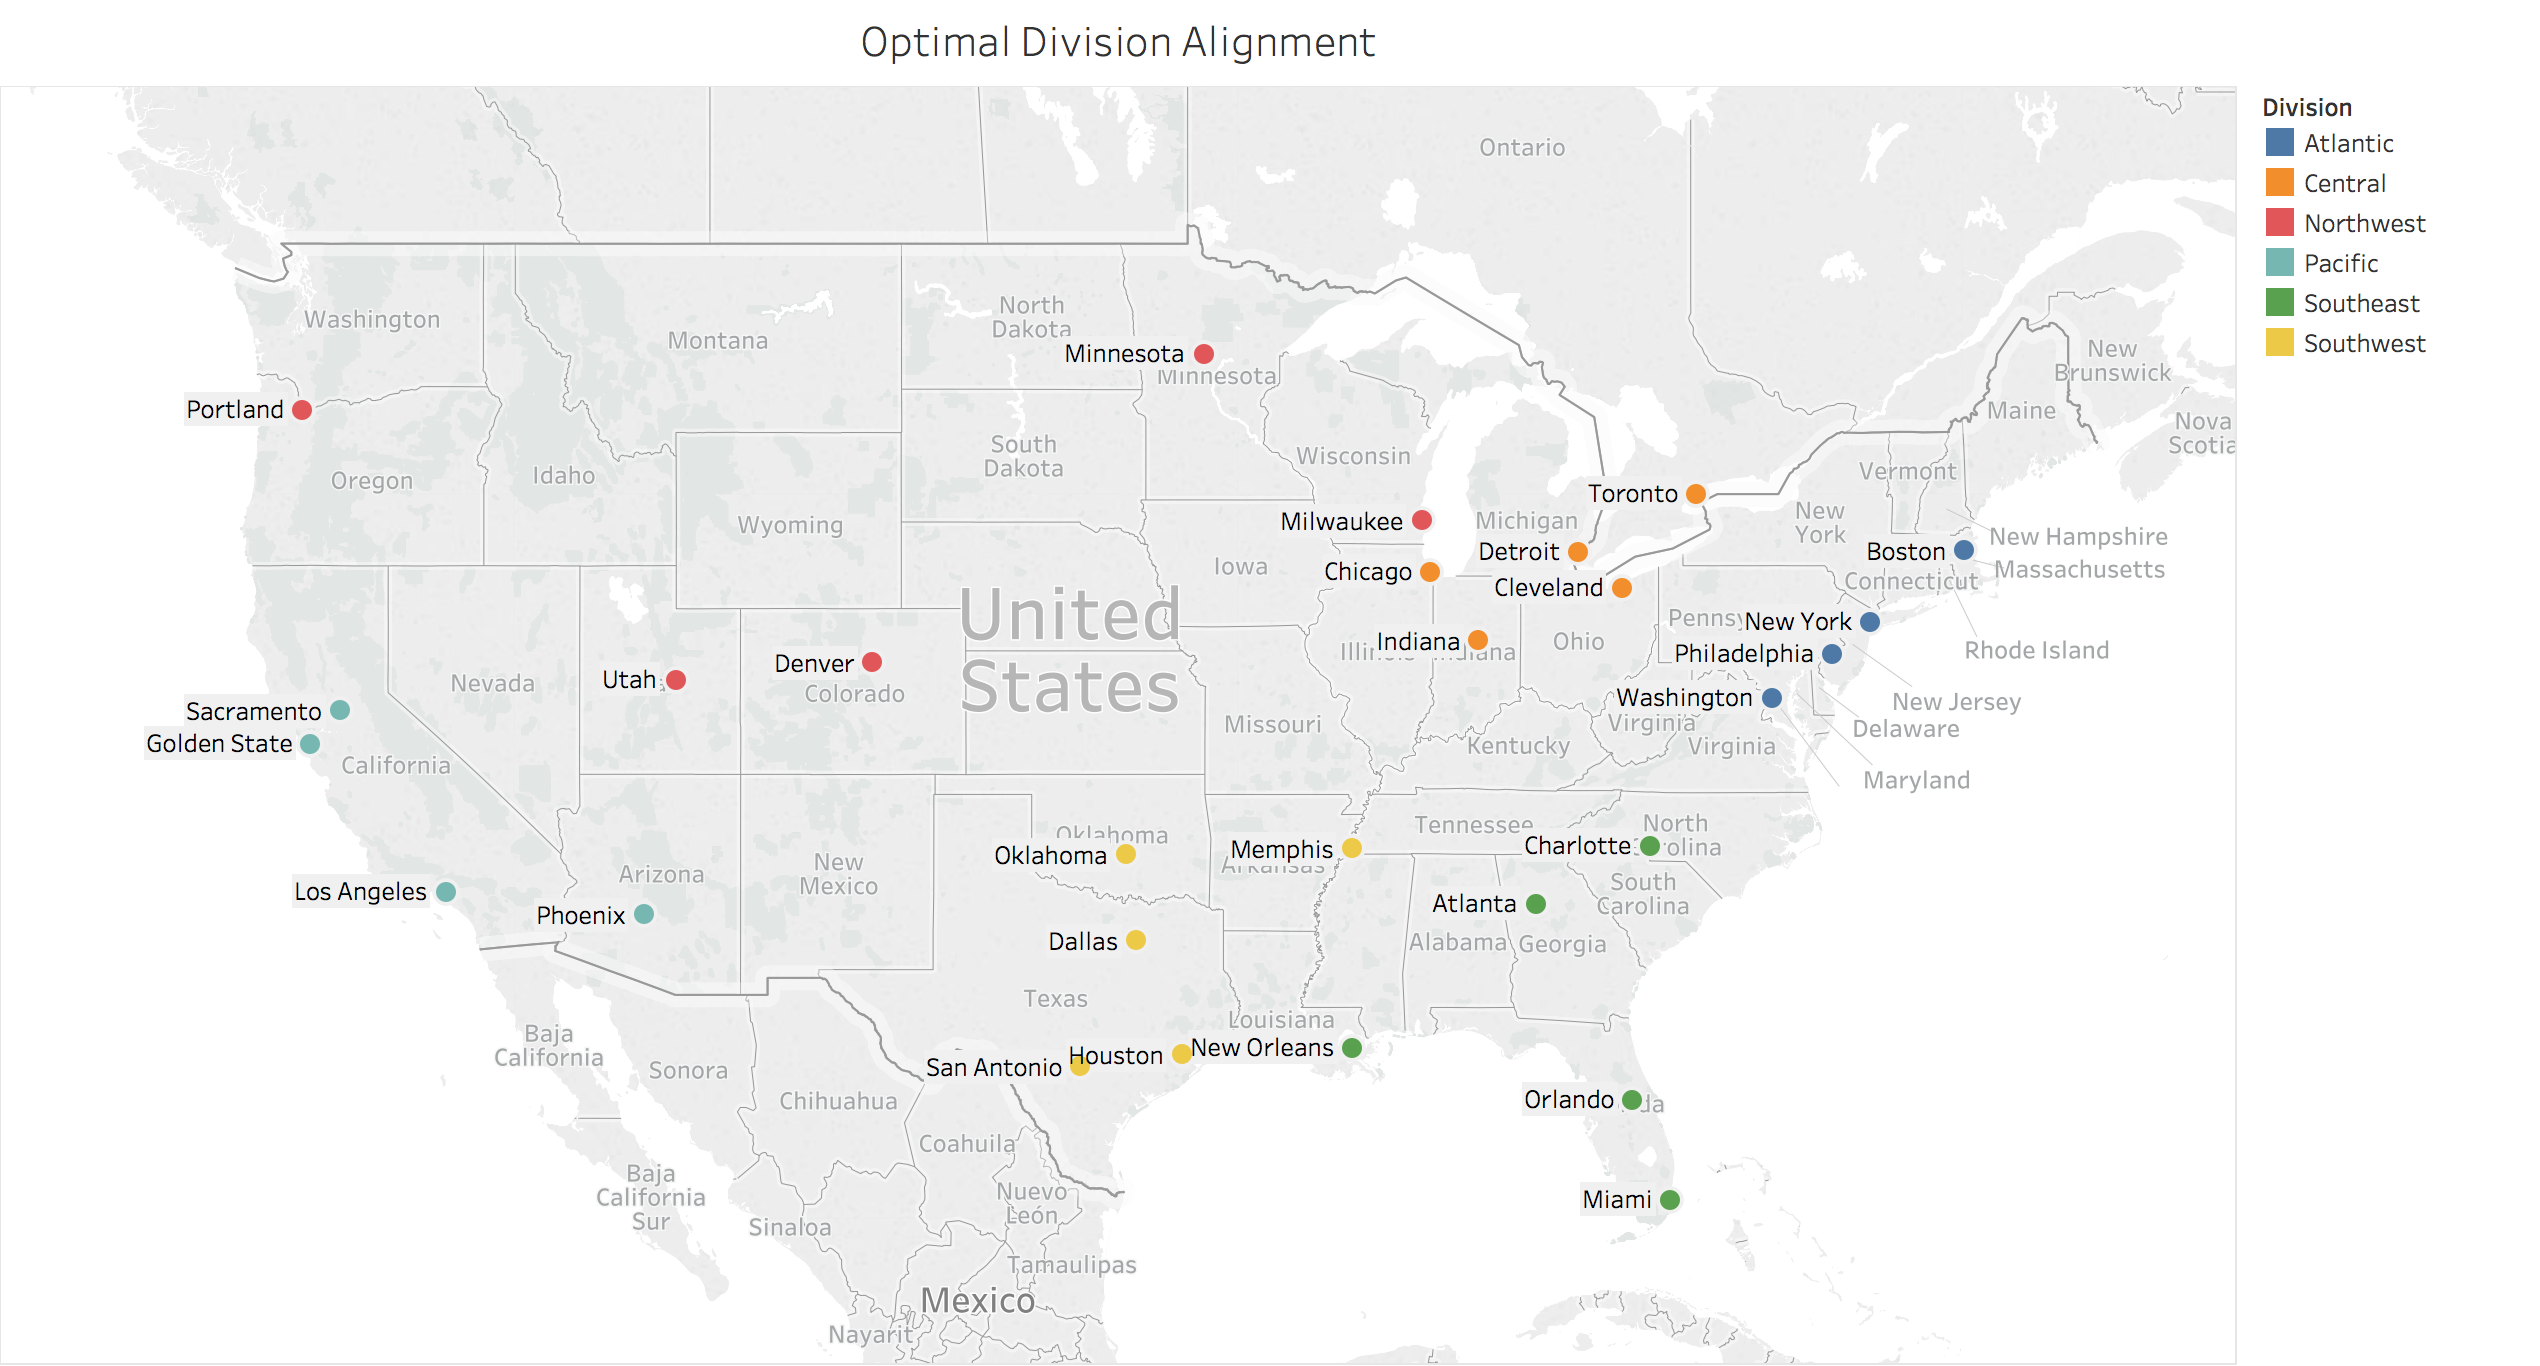 Optimal Division Alignment
Division
Atlantic
Central
Northwest
Pacific
Southeast
Southwest
Ontario
Washington
Montana
North
Dakota
Minnesota
Minnesota
New
Brunswick
Portland
Maine
Nova
Scotia
Oregon
Idaho
South
Dakota
Wisconsin
Vermont
Wyoming
Toronto
Milwaukee
Michigan
New
York
New Hampshire
Detroit
Boston
Massachusetts
Iowa
Chicago
Cleveland
Connecticut
United
States
Pennsy
New York
Indiana
Ohio
Rhode Island
Philadelphia
Utah
Denver
Colorado
Nevada
Washington
New Jersey
Sacramento
Missouri
Virginia
Delaware
Golden State
Kentucky
Virginia
California
Maryland
Oklahoma
Tennessee
North
Charlotte
Oklahoma
Memphis
Arkansas
Arizona
New
Mexico
South
Carolina
Los Angeles
Atlanta
Phoenix
Dallas
Alabama
Georgia
Texas
Louisiana
Baja
California
San Antonio
Houston
New Orleans
Sonora
Chihuahua
Orlando
Coahuila
Baja
California
Sur
Nuevo
León
Miami
Sinaloa
Tamaulipas
Mexico
Nayarit